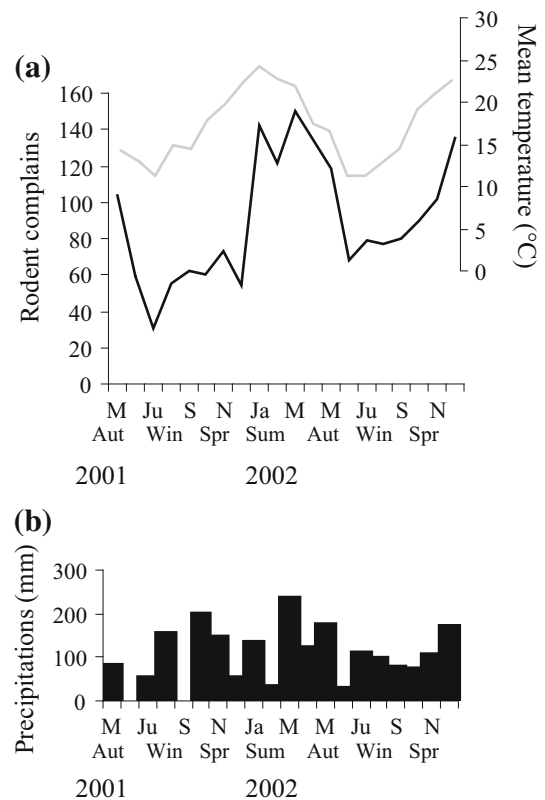 (a)
30
25
20
15
10
5
0
Mean temperature (°C)
160
140
120
100
80
60
40
20
0
Rodent complains
M Ju S N Ja M M Ju S N
Aut Win Spr Sum Aut Win Spr
2001 2002
(b)
300
200
100
0
Precipitations (mm)
M Ju S N Ja M M Ju S N
Aut Win Spr Sum Aut Win Spr
2001 2002